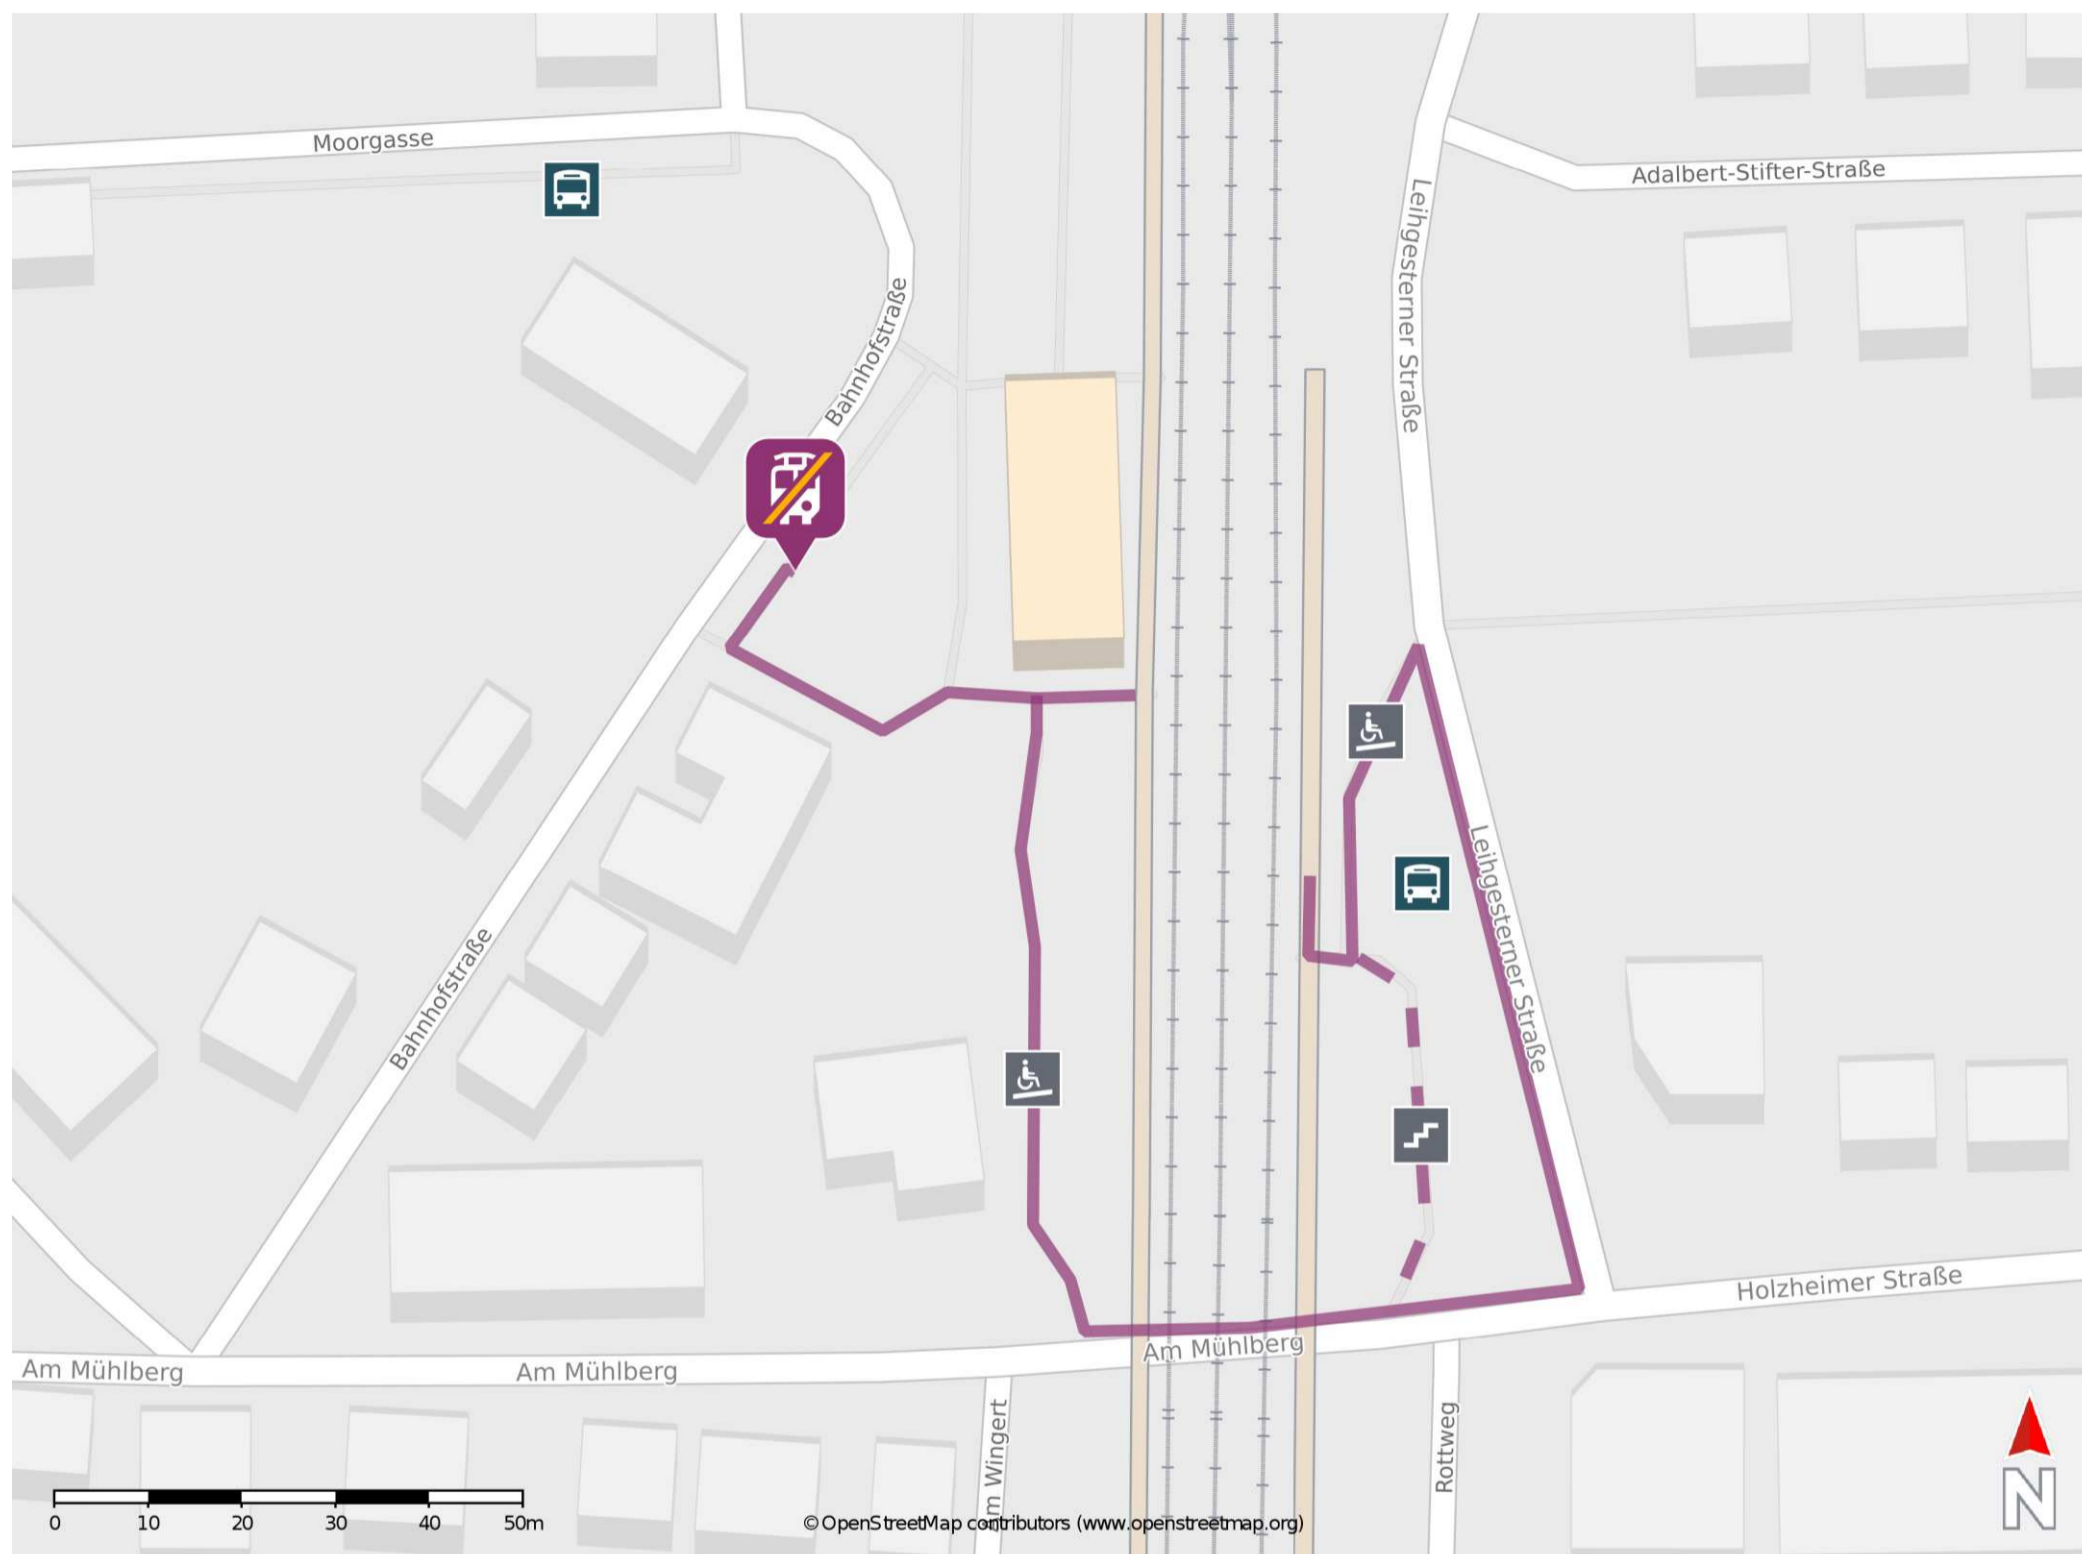 Moorgasse
Adalbert-Stifter-Straße
Leihgesterner Straße
Bahnhofstraße
Leihgesterner Straße
Bahnhofstraße
Holzheimer Straße
Am Mühlberg
Am Mühlberg
Am Mühlberg
Am Wingert
Rottweg
0 10 20 30 40 50m
© OpenStreetMap contributors (www.openstreetmap.org)
N